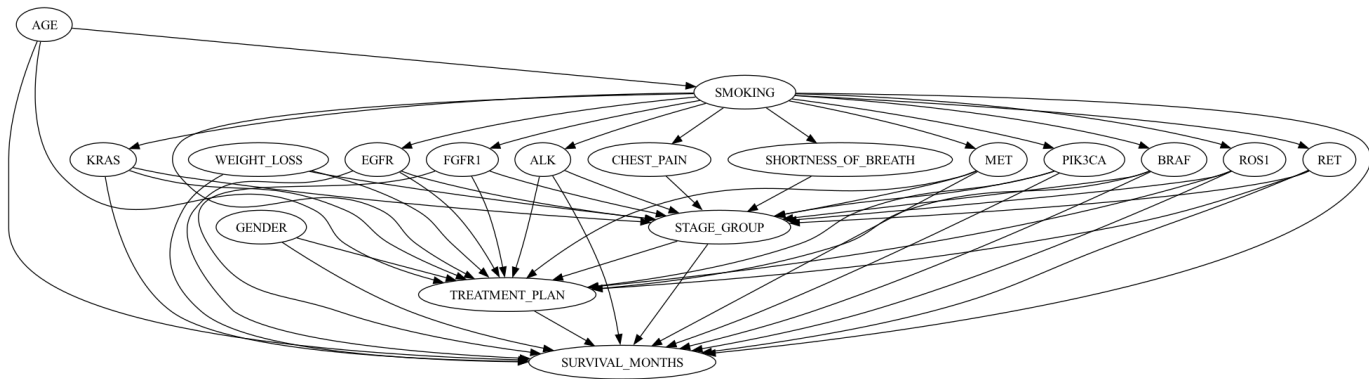 AGE
SMOKING
KRAS
WEIGHT_LOSS
EGFR
FGFR1
ALK
CHEST_PAIN
SHORTNESS_OF_BREATH
MET
PIK3CA
BRAF
ROS1
RET
GENDER
STAGE_GROUP
TREATMENT_PLAN
SURVIVAL_MONTHS